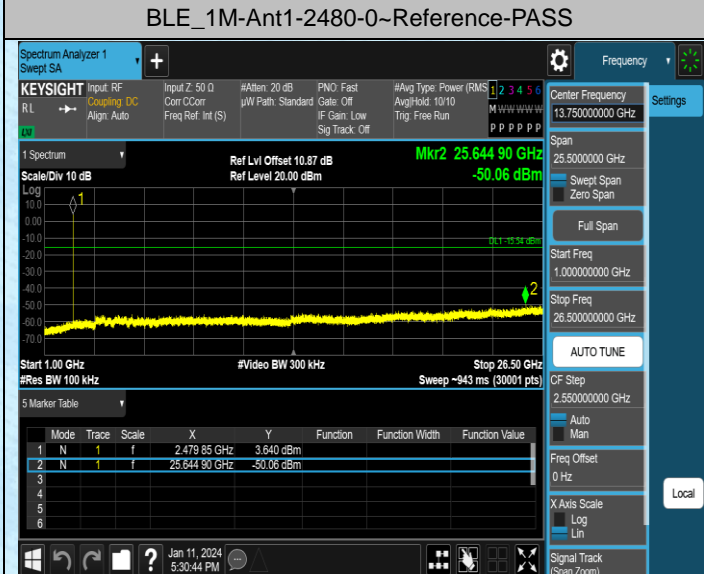 BLE_1M-Ant1-2480-0~Reference-PASS
Spectrum Analyzer 1
Swept SA
Frequency
KEYSIGHT
RL
Input: RF
Coupling: DC
Align: Auto
Input Z: 50 Ω
Corr CCorr
Freq Ref: Int (S)
#Atten: 20 dB
µW Path: Standard
PNO: Fast
Gate: Off
IF Gain: Low
Sig Track: Off
#Avg Type: Power (RMS
Avg|Hold: 10/10
Trig: Free Run
1 2 3 4 5 6
M W W W W W
P P P P P P
1 Spectrum
Scale/Div 10 dB
Ref Lvl Offset 10.87 dB
Ref Level 20.00 dBm
Mkr2 25.644 90 GHz
-50.06 dBm
Log
10.0
0.00
-10.0
-20.0
-30.0
-40.0
-50.0
-60.0
-70.0
1
DL1 -15.54 dBm
2
Start 1.00 GHz
#Res BW 100 kHz
#Video BW 300 kHz
Stop 26.50 GHz
Sweep ~943 ms (30001 pts)
5 Marker Table
Mode Trace Scale X Y Function Function Width Function Value
1 N 1 f 2.479 85 GHz 3.640 dBm
2 N 1 f 25.644 90 GHz -50.06 dBm
3
4
5
6
Jan 11, 2024
5:30:44 PM
Center Frequency
13.750000000 GHz
Settings
Span
25.5000000 GHz
Swept Span
Zero Span
Full Span
Start Freq
1.000000000 GHz
Stop Freq
26.500000000 GHz
AUTO TUNE
CF Step
2.550000000 GHz
Auto
Man
Freq Offset
0 Hz
X Axis Scale
Log
Lin
Local
Signal Track
(Span Zoom)